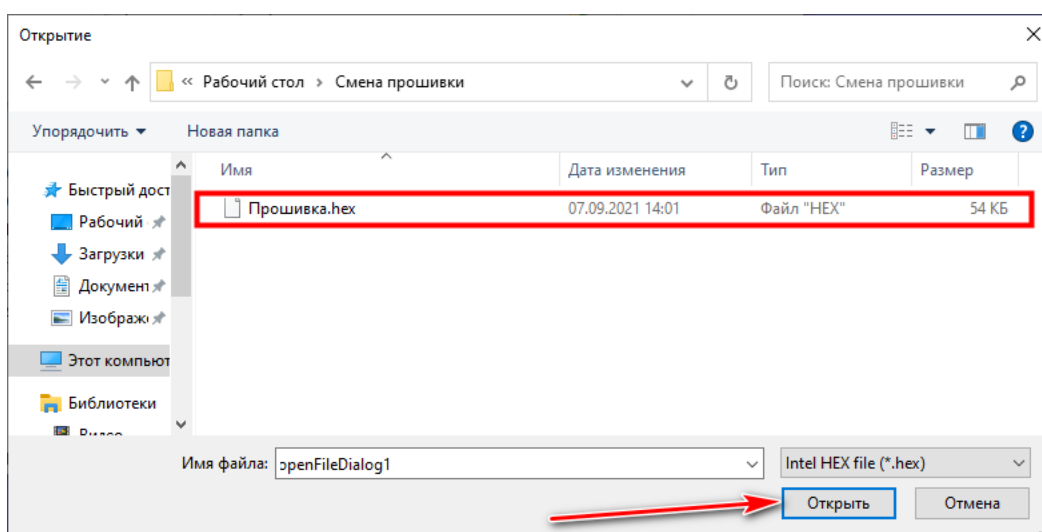 Открытие
« Рабочий стол › Смена прошивки
Поиск: Смена прошивки
Упорядочить Новая папка
Имя Дата изменения Тип Размер
Прошивка.hex 07.09.2021 14:01 Файл "HEX" 54 КБ
Быстрый дост
Рабочий
Загрузки
Документ
Изображ
Этот компьют
Библиотеки
Имя файла: openFileDialog1 Intel HEX file (*.hex)
Открыть Отмена